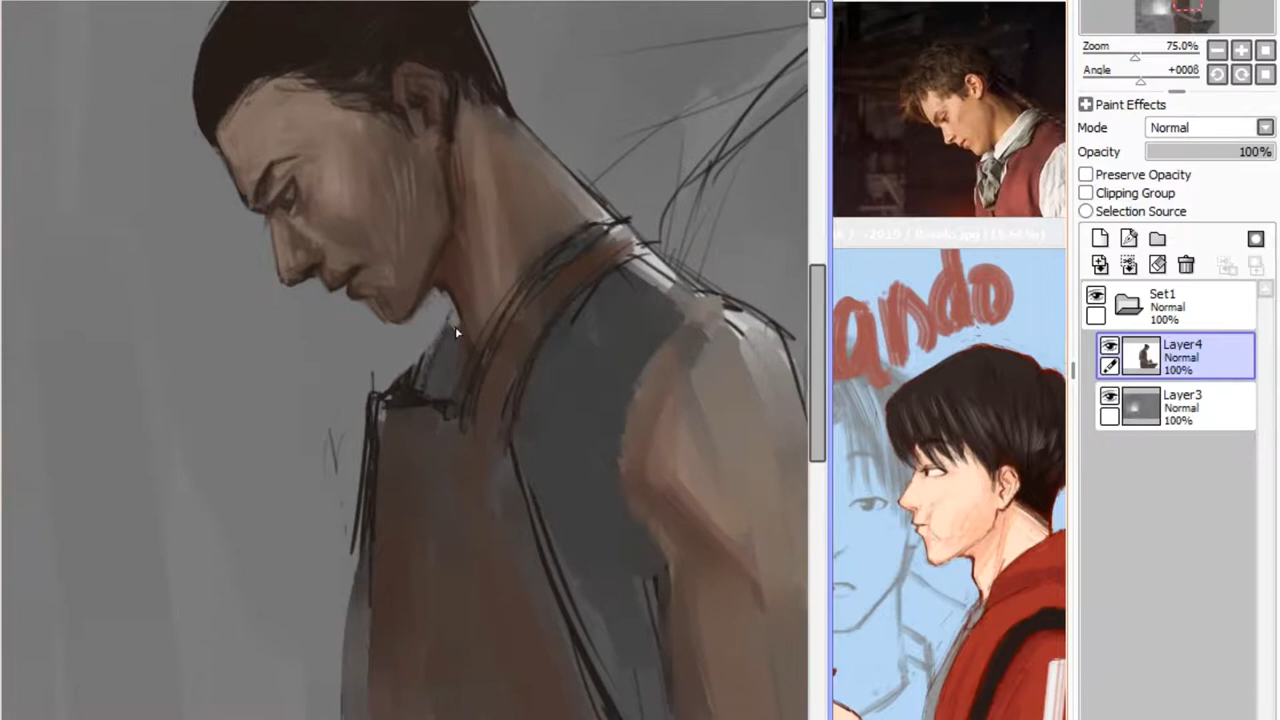 Zoom 75.0%
Angle +0008
Paint Effects
Mode Normal
Opacity 100%
Preserve Opacity
Clipping Group
Selection Source
Set1
Normal
100%
Layer4
Normal
100%
Layer3
Normal
100%
ando